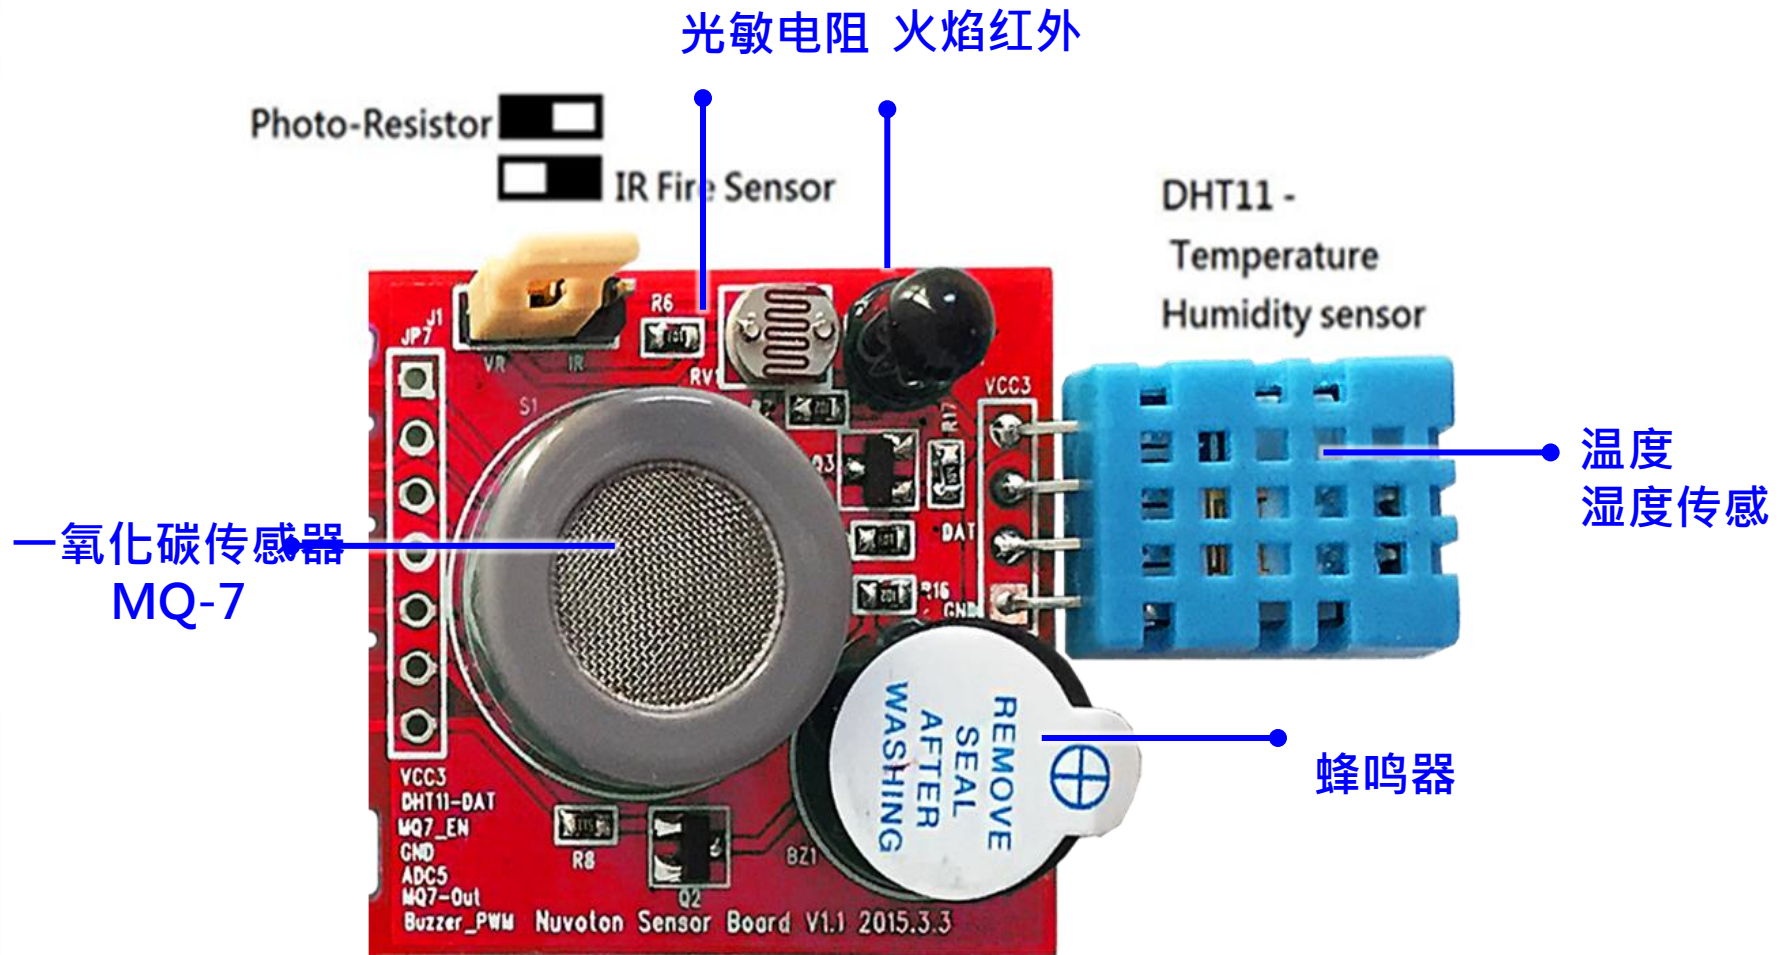 光敏电阻 火焰红外
Photo-Resistor
IR Fire Sensor
DHT11 -
Temperature
Humidity sensor
J1
JP7
R6
VR IR
RV1
VCC3
S1
R17
Q3
温度
湿度传感
DAT
一氧化碳传感器
MQ-7
R16
GND
REMOVE
SEAL
AFTER
WASHING
蜂鸣器
VCC3
DHT11-DAT
MQ7_EN
GND
ADC5
MQ7-Out
Buzzer_PWM
R8
Q2
BZ1
Nuvoton Sensor Board V1.1 2015.3.3